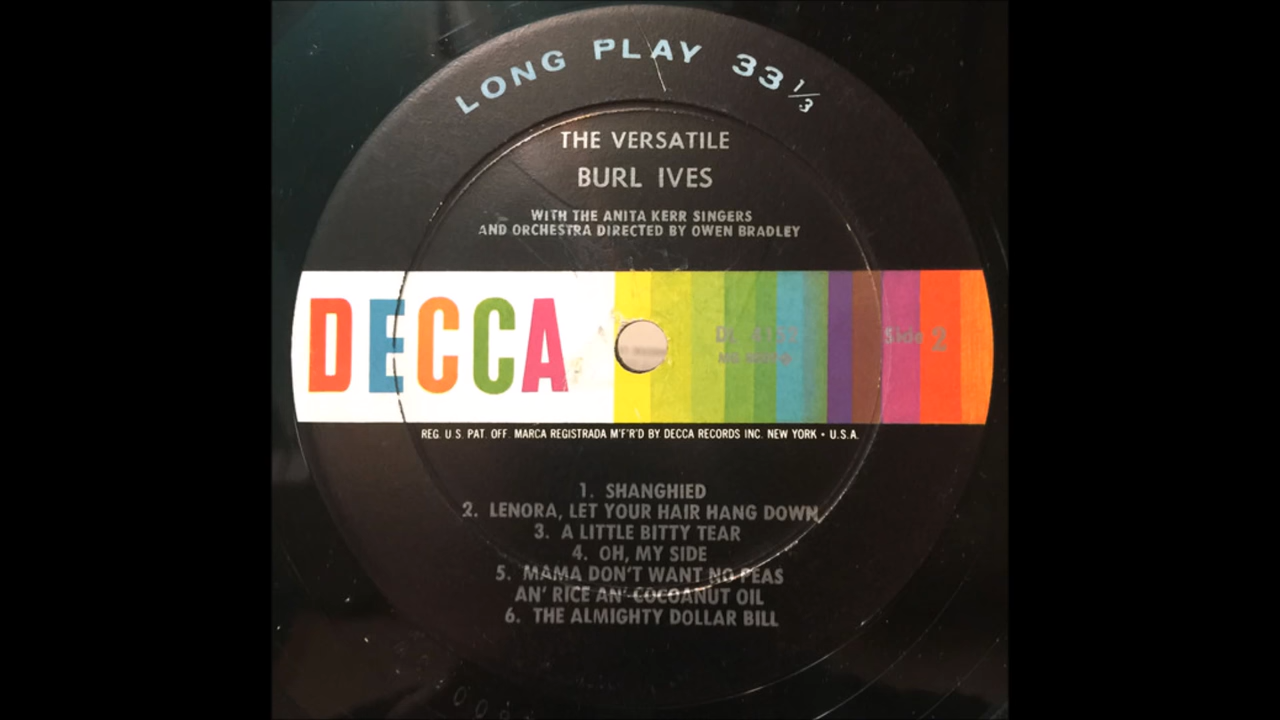 LONG PLAY 33 1/3
THE VERSATILE
BURL IVES
WITH THE ANITA KERR SINGERS
AND ORCHESTRA DIRECTED BY OWEN BRADLEY
DECCA
DL
Side 2
REG. U.S. PAT. OFF. MARCA REGISTRADA M'F'R'D BY DECCA RECORDS INC. NEW YORK • U.S.A.
1. SHANGHIED
2. LENORA, LET YOUR HAIR HANG DOWN
3. A LITTLE BITTY TEAR
4. OH, MY SIDE
5. MAMA DON'T WANT NO PEAS
AN' RICE AN' COCOANUT OIL
6. THE ALMIGHTY DOLLAR BILL